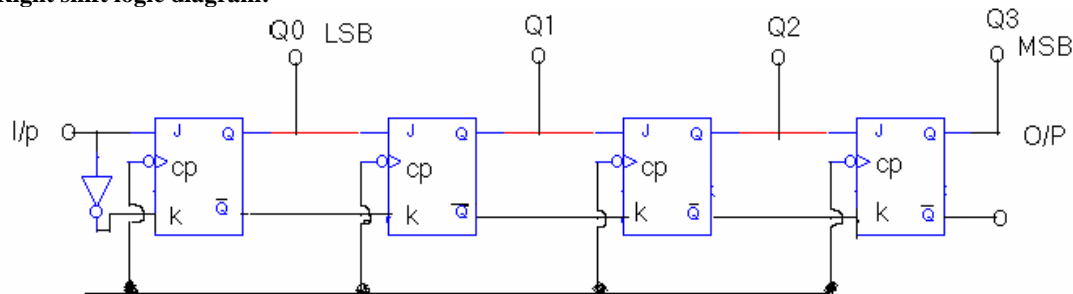 Right shift logic diagram:
Q0 LSB Q1 Q2 Q3
MSB
I/p J Q J Q J Q J Q O/P
cp cp cp cp
k Q̅ k Q̅ k Q̅ k Q̅